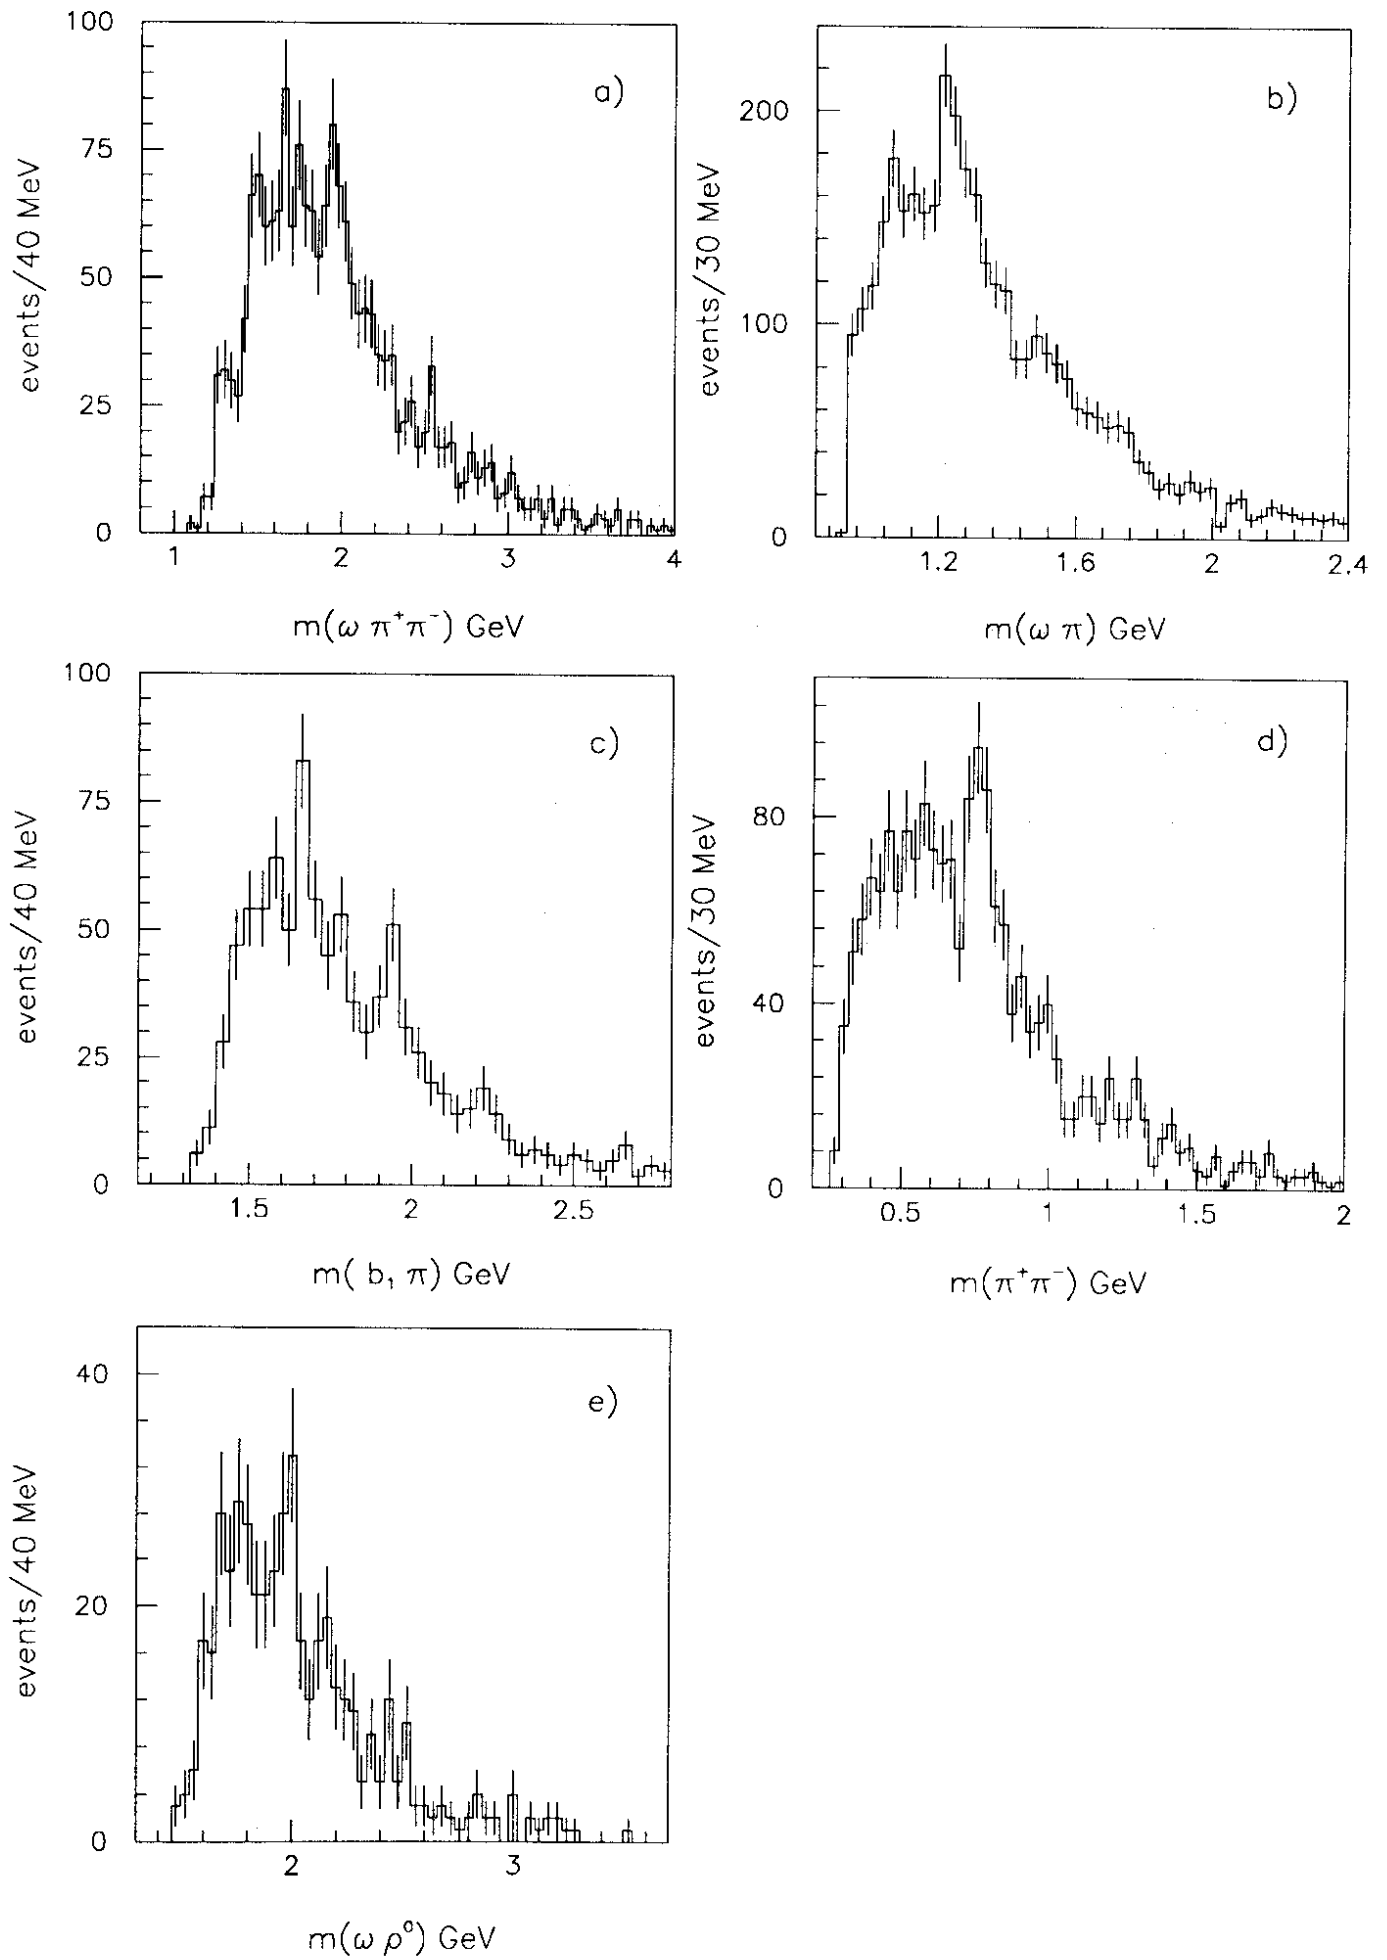 a)
events/40 MeV
100
75
50
25
0
1 2 3 4
m(ω π⁺π⁻) GeV
b)
events/30 MeV
200
100
0
1.2 1.6 2 2.4
m(ω π) GeV
c)
events/40 MeV
100
75
50
25
0
1.5 2 2.5
m( b₁ π) GeV
d)
events/30 MeV
80
40
0
0.5 1 1.5 2
m(π⁺π⁻) GeV
e)
events/40 MeV
40
20
0
2 3
m(ω ρ⁰) GeV